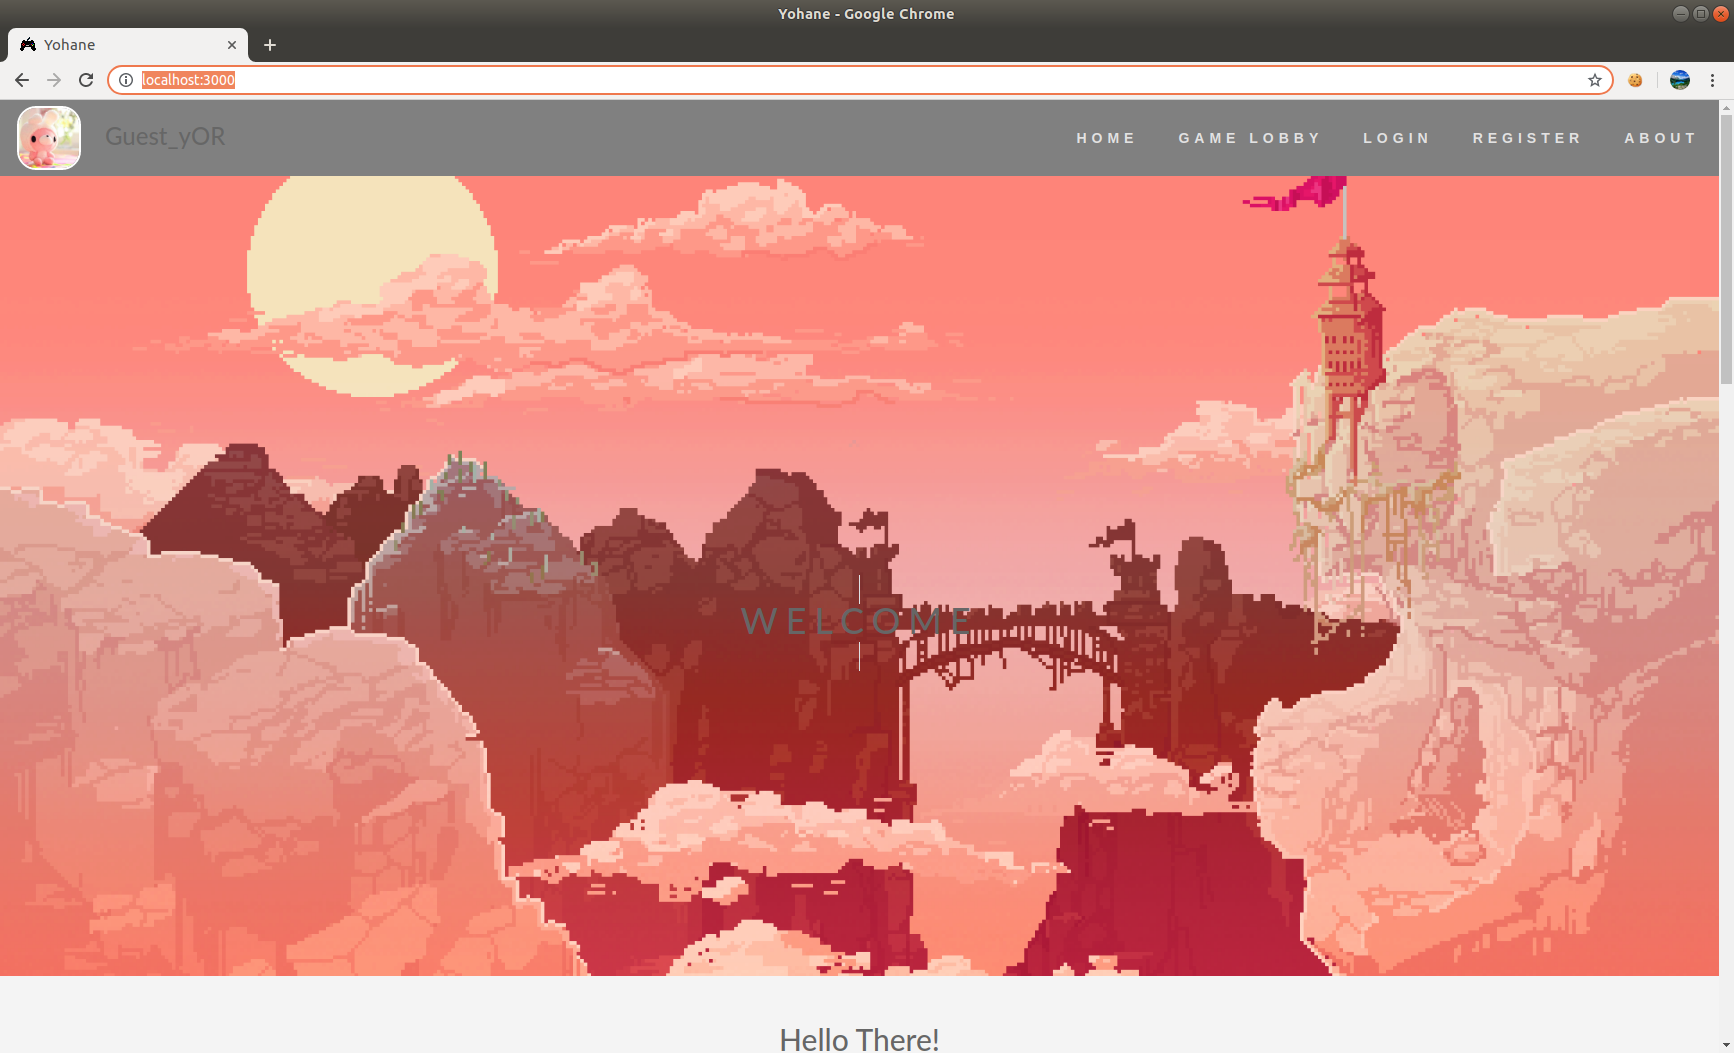 Yohane - Google Chrome
Yohane
localhost:3000
Guest_yOR
HOME GAME LOBBY LOGIN REGISTER ABOUT
WELCOME
Hello There!